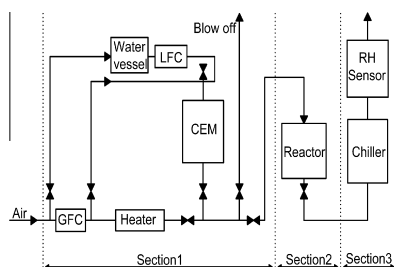 Blow off
Water
vessel
LFC
RH
Sensor
CEM
Reactor
Chiller
Air
GFC
Heater
Section1
Section2
Section3